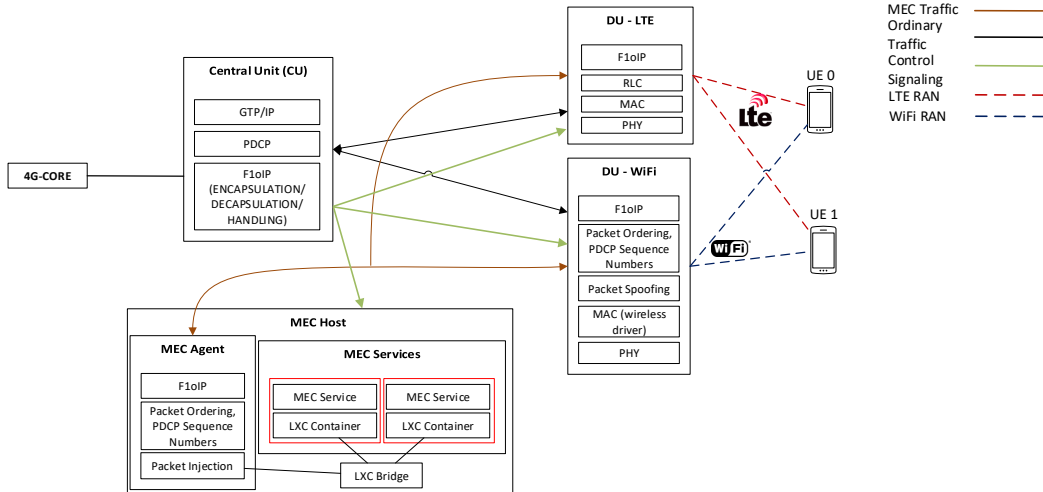 MEC Traffic
Ordinary
Traffic
Control
Signaling
LTE RAN
WiFi RAN
DU - LTE
F1oIP
RLC
MAC
PHY
Central Unit (CU)
GTP/IP
PDCP
F1oIP
(ENCAPSULATION/
DECAPSULATION/
HANDLING)
4G-CORE
UE 0
Lte
DU - WiFi
F1oIP
Packet Ordering,
PDCP Sequence
Numbers
Packet Spoofing
MAC (wireless
driver)
PHY
UE 1
WiFi
MEC Host
MEC Agent
F1oIP
Packet Ordering,
PDCP Sequence
Numbers
Packet Injection
MEC Services
MEC Service
LXC Container
MEC Service
LXC Container
LXC Bridge